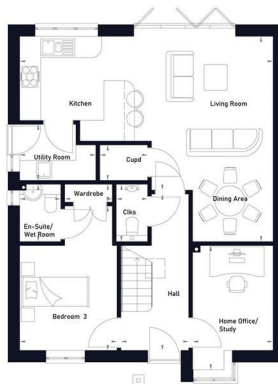 Kitchen
Living Room
Utility Room
Cupd
Wardrobe
Clks
Dining Area
En-Suite/
Wet Room
Hall
Bedroom 3
Home Office/
Study